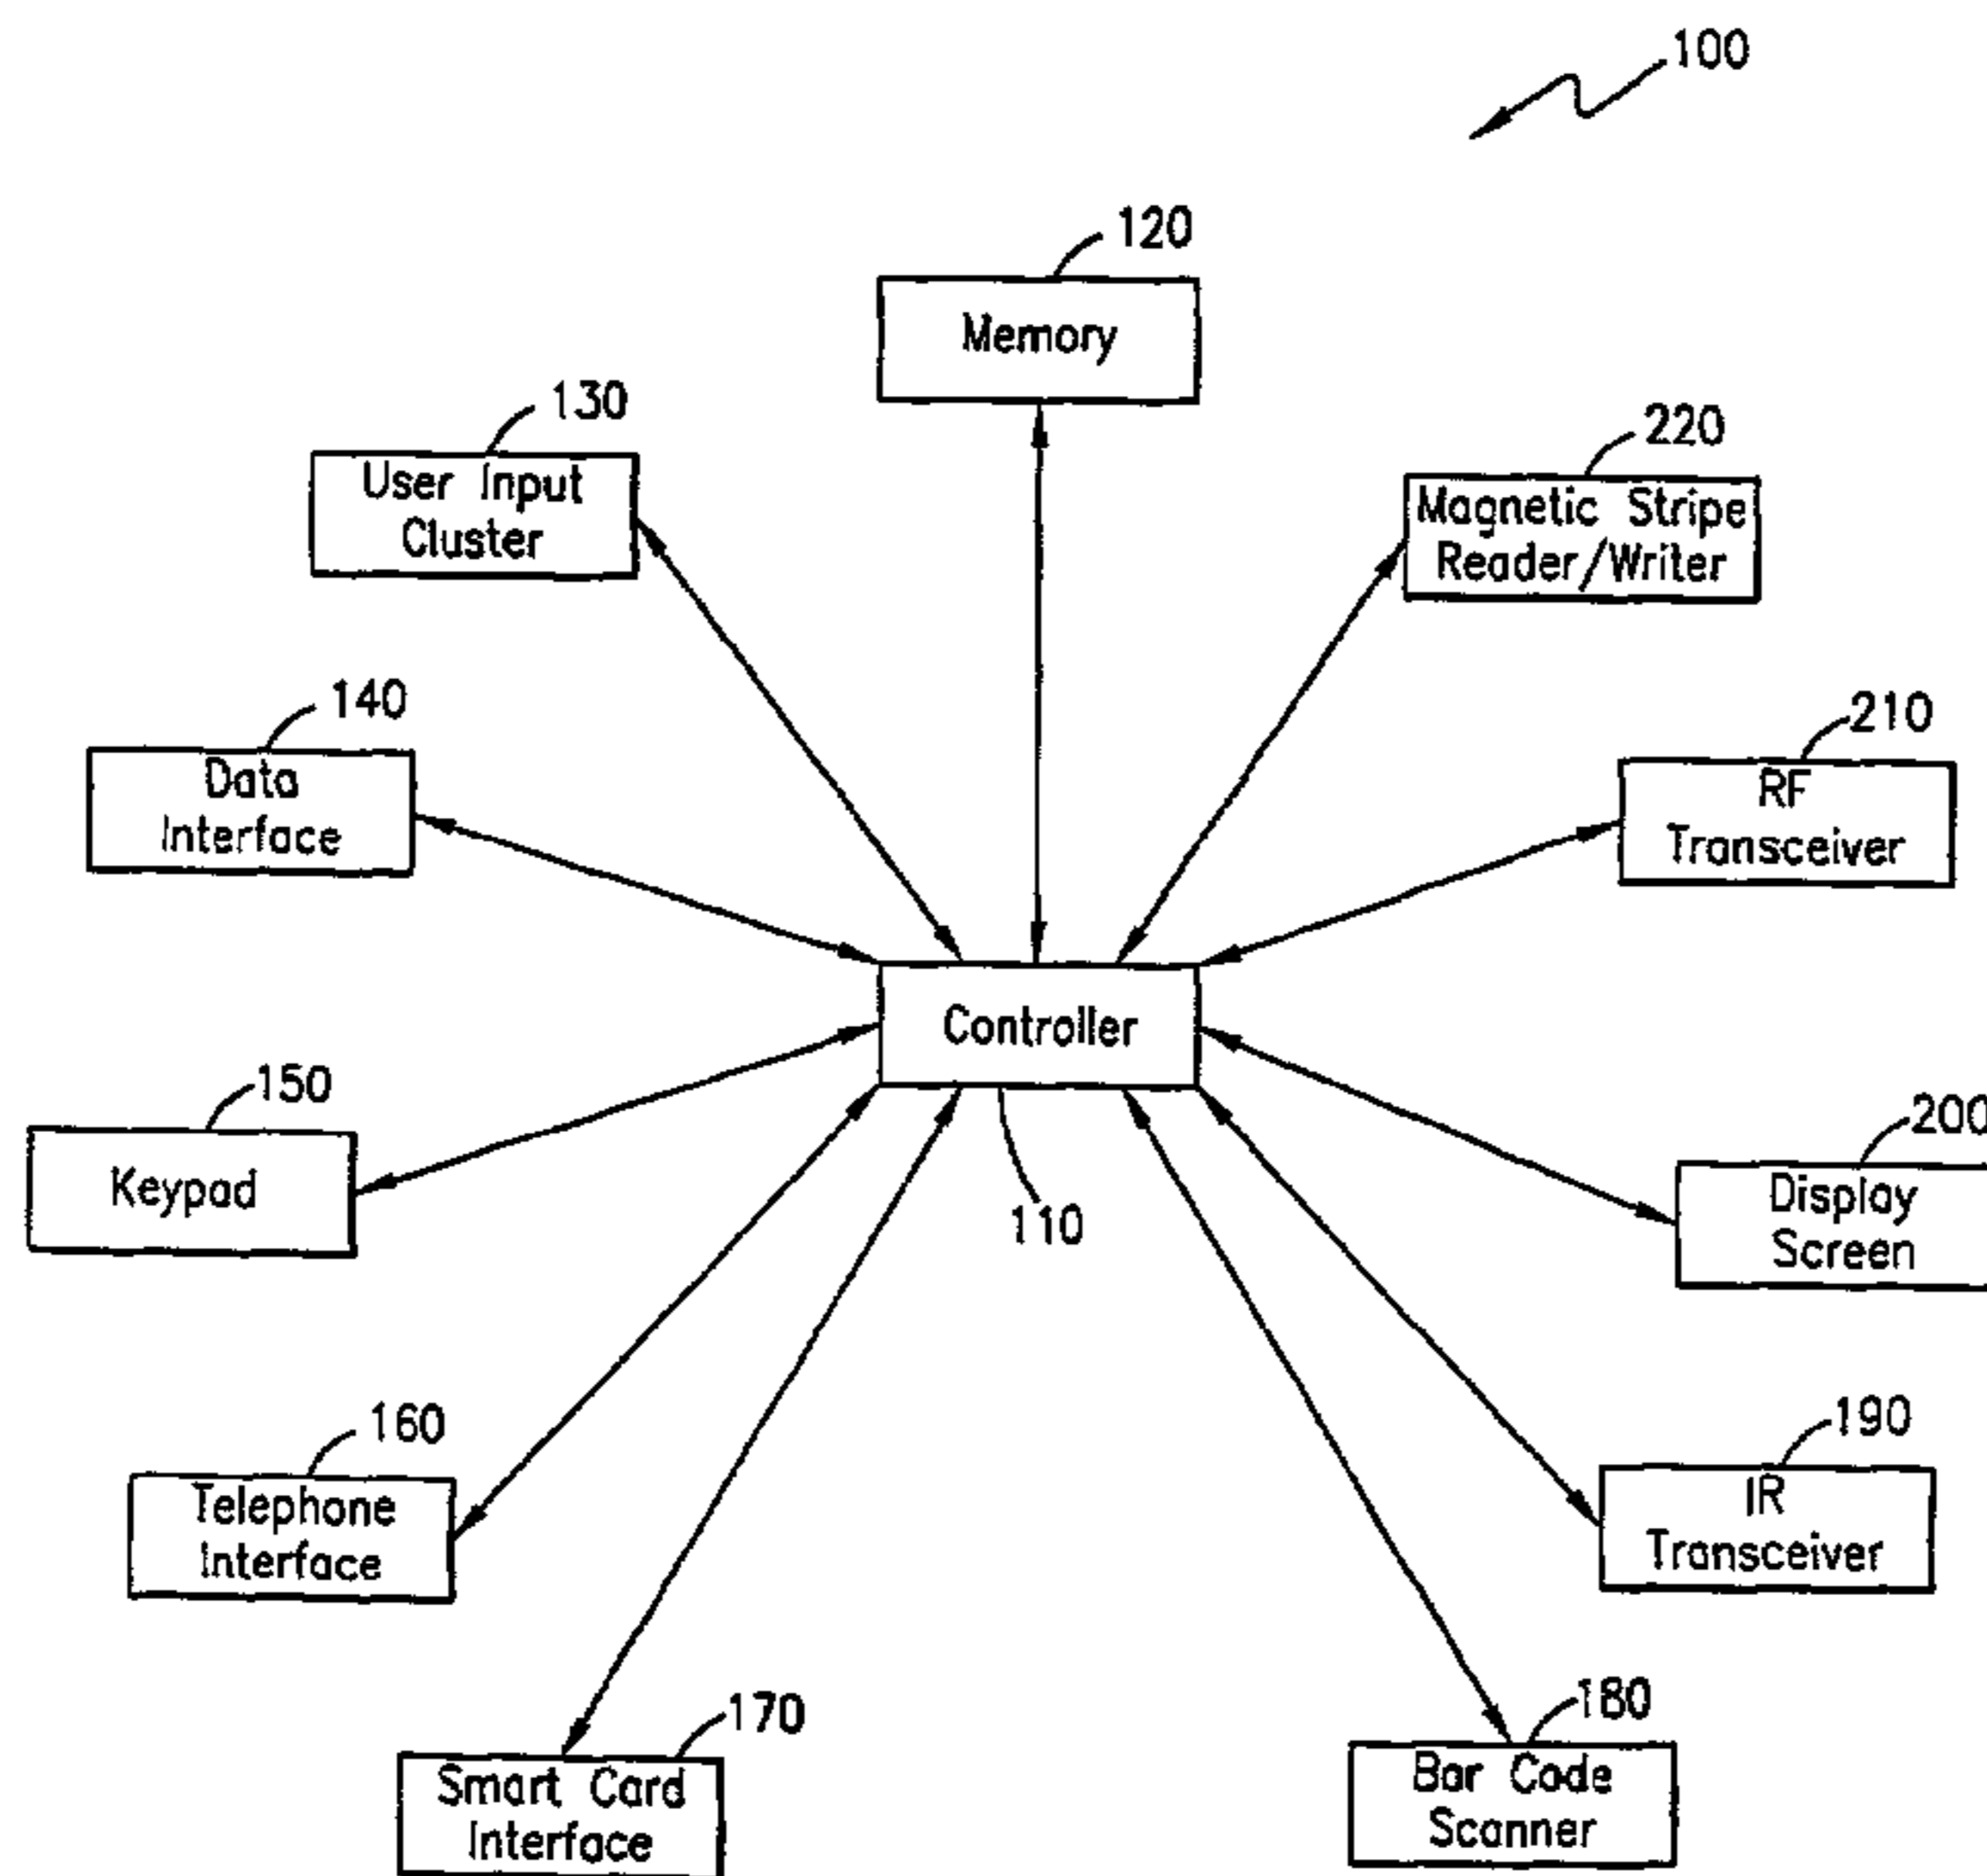 100
120
Memory
130
User Input
Cluster
220
Magnetic Stripe
Reader/Writer
140
Data
Interface
210
RF
Transceiver
Controller
110
150
Keypad
200
Display
Screen
160
Telephone
Interface
190
IR
Transceiver
170
Smart Card
Interface
180
Bar Code
Scanner